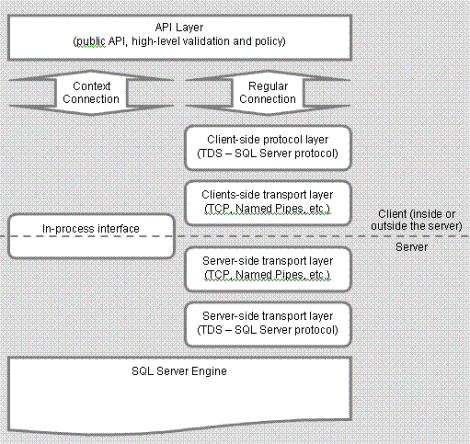 API Layer
(public API, high-level validation and policy)
Context
Connection
Regular
Connection
Client-side protocol layer
(TDS – SQL Server protocol)
Clients-side transport layer
(TCP, Named Pipes, etc.)
In-process interface
Client (inside or
outside the server)
Server
Server-side transport layer
(TCP, Named Pipes, etc.)
Server-side transport layer
(TDS – SQL Server protocol)
SQL Server Engine